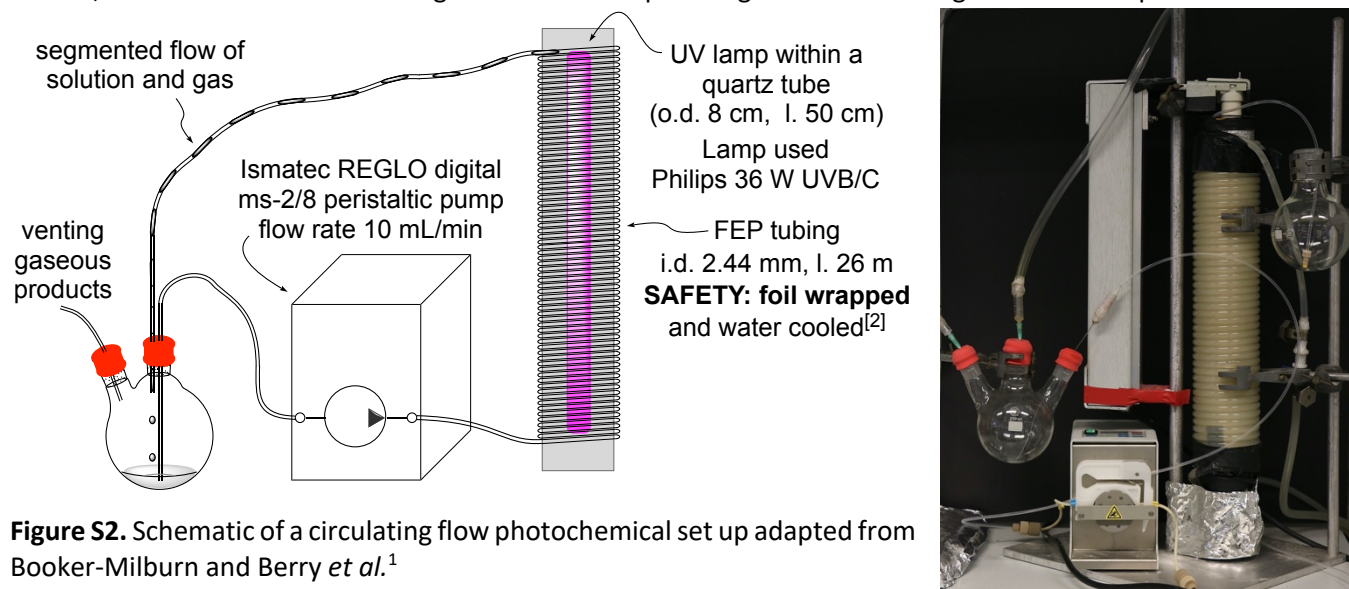 segmented flow of
solution and gas
UV lamp within a
quartz tube
(o.d. 8 cm, l. 50 cm)
Lamp used
Philips 36 W UVB/C
Ismatec REGLO digital
ms-2/8 peristaltic pump
flow rate 10 mL/min
venting
gaseous
products
FEP tubing
i.d. 2.44 mm, l. 26 m
SAFETY: foil wrapped
and water cooled[2]
Figure S2. Schematic of a circulating flow photochemical set up adapted from
Booker-Milburn and Berry et al.1